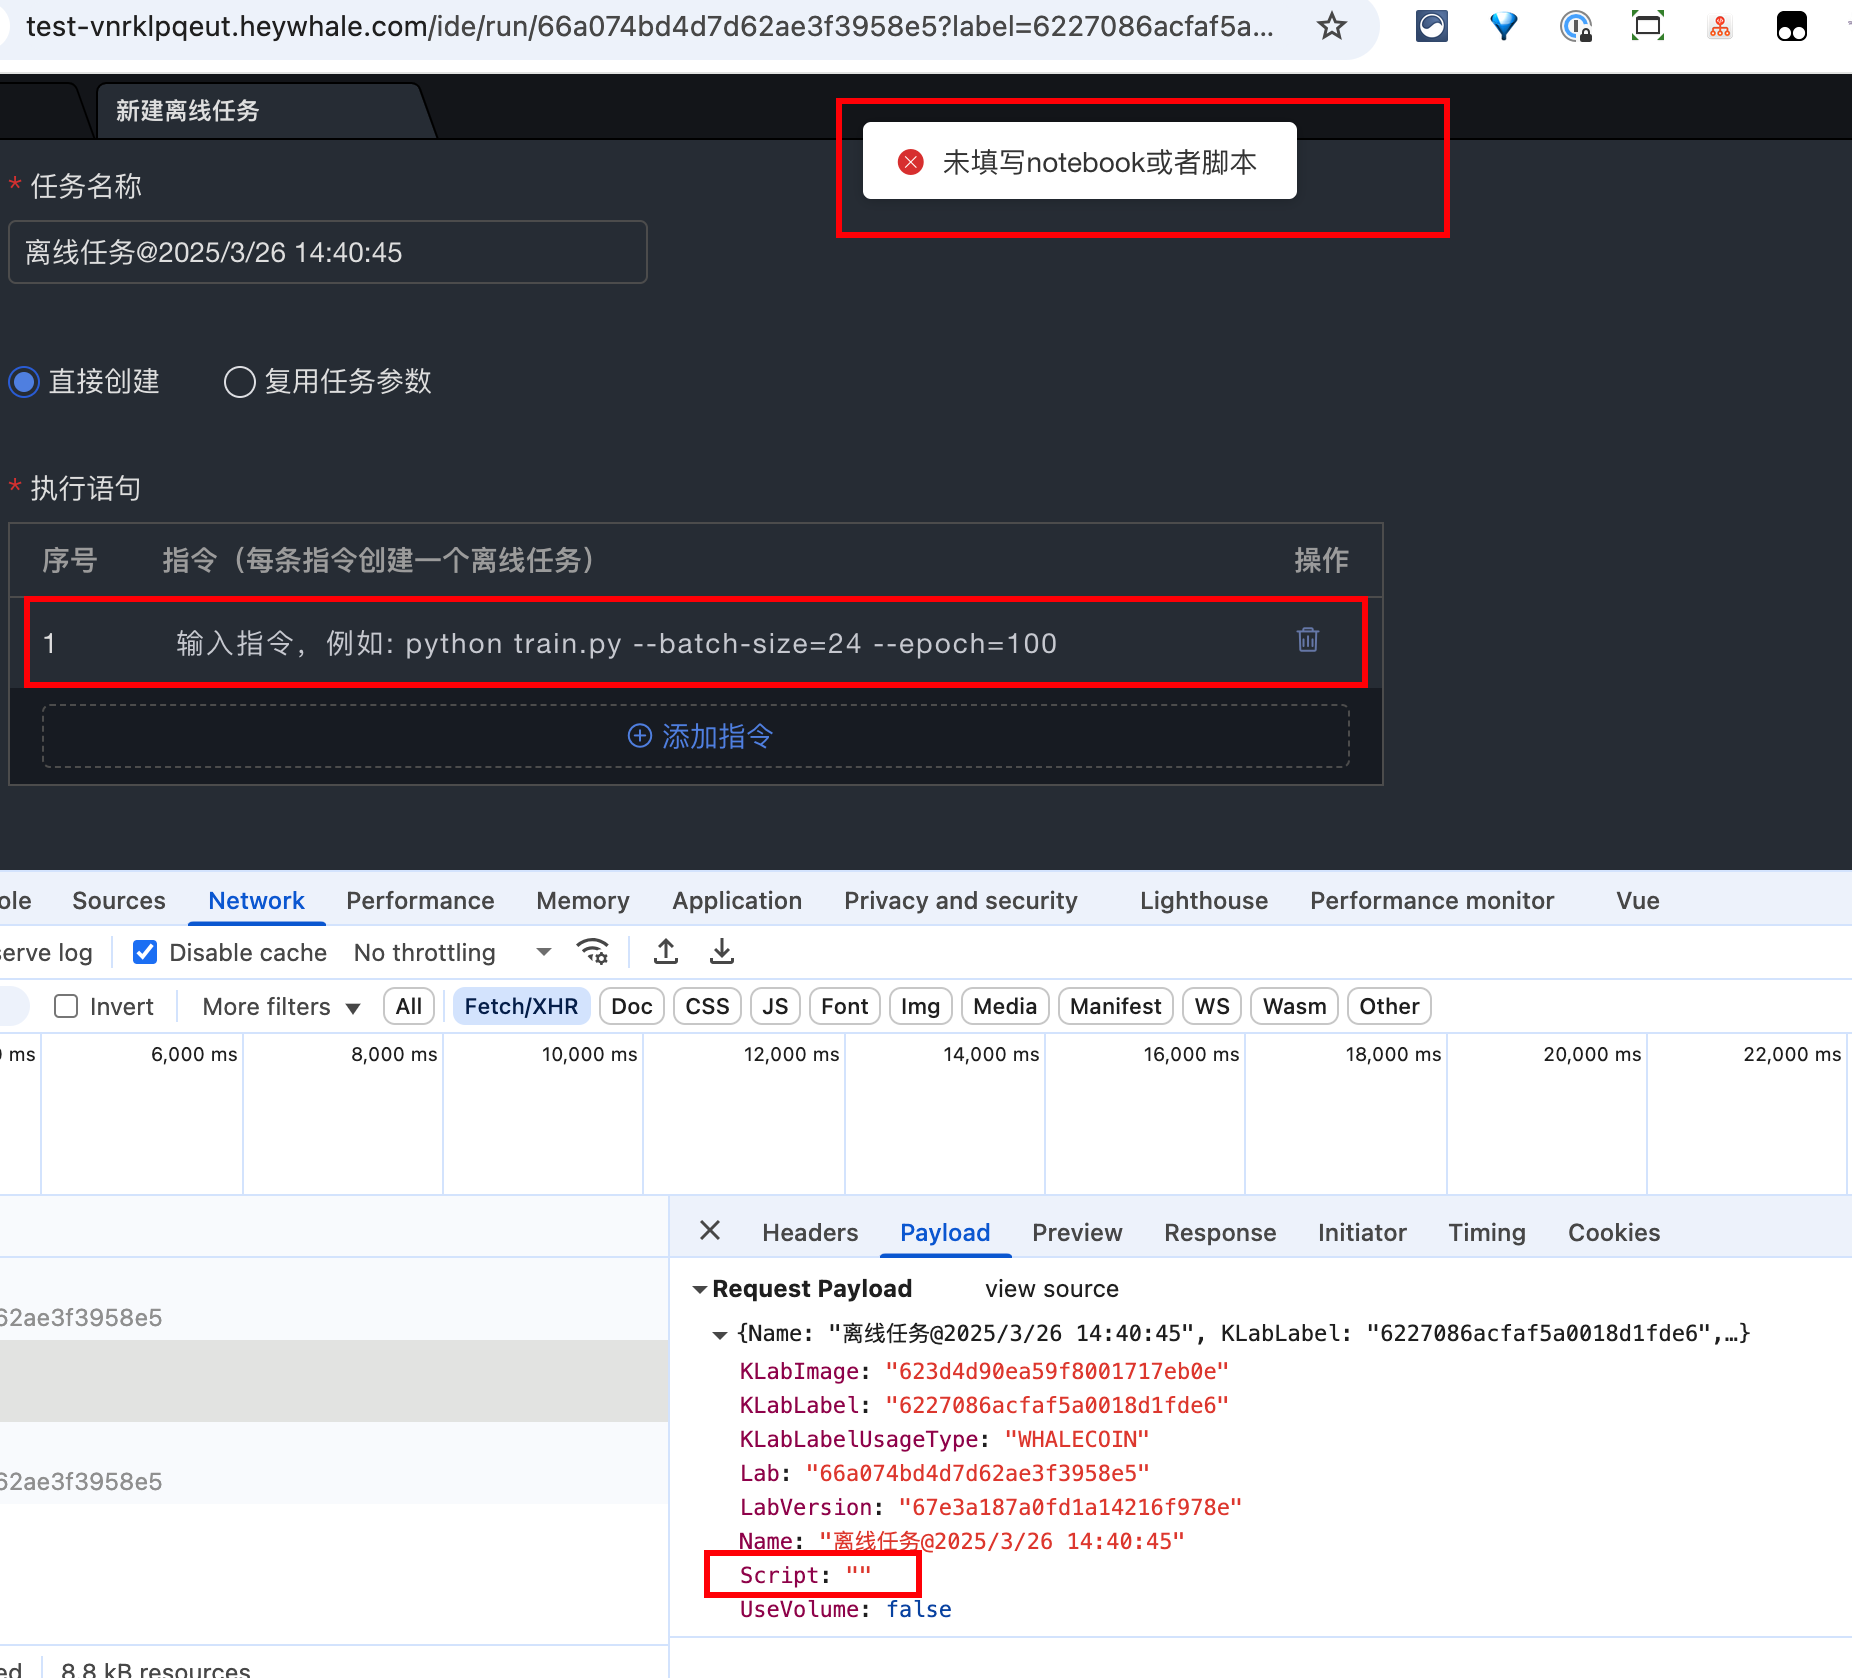 test-vnrklpqeut.heywhale.com/ide/run/66a074bd4d7d62ae3f3958e5?label=6227086acfaf5a...
新建离线任务
未填写notebook或者脚本
* 任务名称
离线任务@2025/3/26 14:40:45
直接创建 复用任务参数
* 执行语句
序号 指令（每条指令创建一个离线任务） 操作
1 输入指令，例如: python train.py --batch-size=24 --epoch=100
添加指令
ole Sources Network Performance Memory Application Privacy and security Lighthouse Performance monitor Vue
serve log Disable cache No throttling
Invert More filters All Fetch/XHR Doc CSS JS Font Img Media Manifest WS Wasm Other
ms 6,000 ms 8,000 ms 10,000 ms 12,000 ms 14,000 ms 16,000 ms 18,000 ms 20,000 ms 22,000 ms
Headers Payload Preview Response Initiator Timing Cookies
Request Payload view source
62ae3f3958e5
{Name: "离线任务@2025/3/26 14:40:45", KLabLabel: "6227086acfaf5a0018d1fde6",…}
KLabImage: "623d4d90ea59f8001717eb0e"
KLabLabel: "6227086acfaf5a0018d1fde6"
KLabLabelUsageType: "WHALECOIN"
Lab: "66a074bd4d7d62ae3f3958e5"
62ae3f3958e5
LabVersion: "67e3a187a0fd1a14216f978e"
Name: "离线任务@2025/3/26 14:40:45"
Script: ""
UseVolume: false
ed 8.8 kB resources